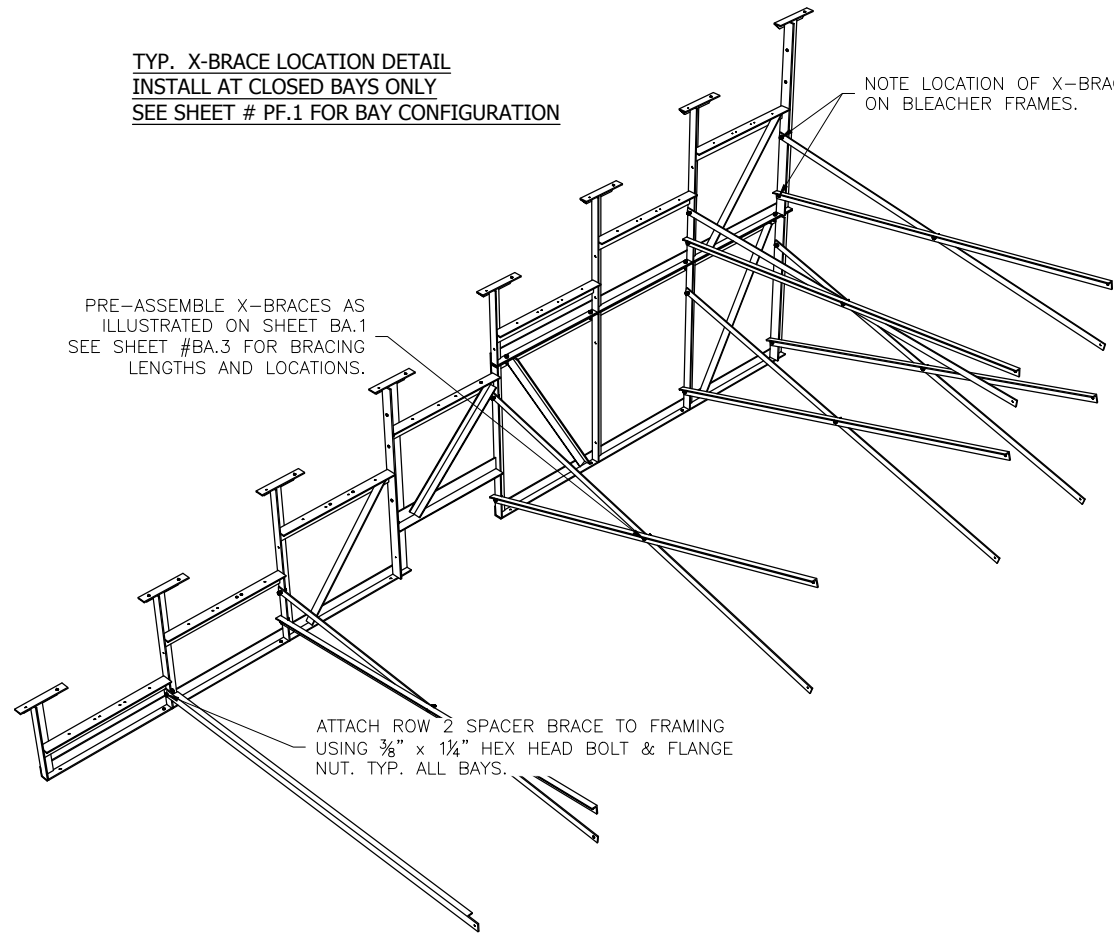 TYP. X-BRACE LOCATION DETAIL
INSTALL AT CLOSED BAYS ONLY
SEE SHEET # PF.1 FOR BAY CONFIGURATION
NOTE LOCATION OF X-BRAC
ON BLEACHER FRAMES.
PRE-ASSEMBLE X-BRACES AS
ILLUSTRATED ON SHEET BA.1
SEE SHEET #BA.3 FOR BRACING
LENGTHS AND LOCATIONS.
ATTACH ROW 2 SPACER BRACE TO FRAMING
USING ⅜" x 1¼" HEX HEAD BOLT & FLANGE
NUT. TYP. ALL BAYS.